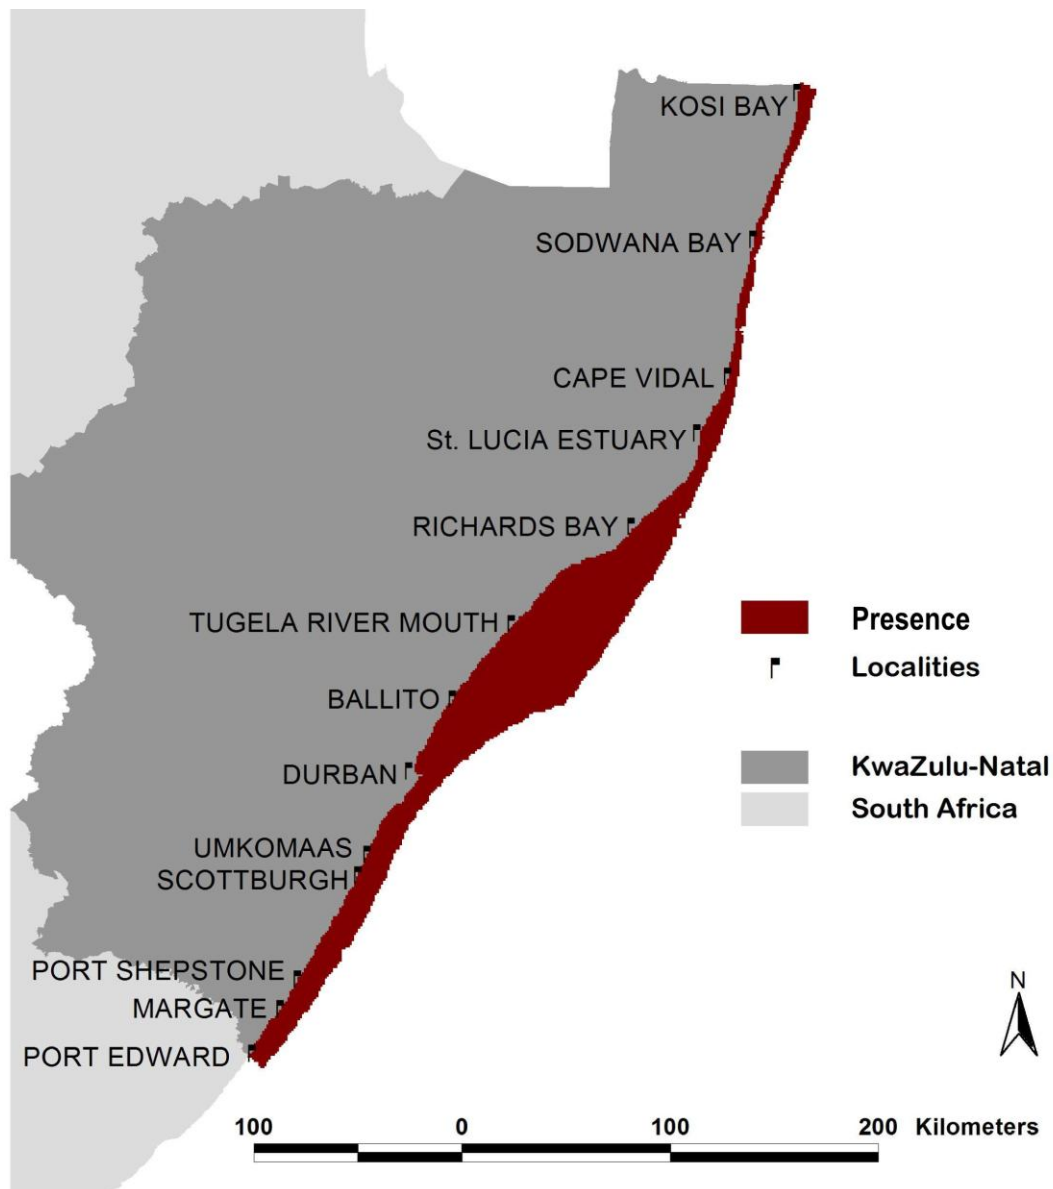 KOSI BAY
SODWANA BAY
CAPE VIDAL
St. LUCIA ESTUARY
RICHARDS BAY
TUGELA RIVER MOUTH
BALLITO
DURBAN
UMKOMAAS
SCOTTBURGH
PORT SHEPSTONE
MARGATE
PORT EDWARD
Presence
Localities
KwaZulu-Natal
South Africa
N
100 0 100 200 Kilometers